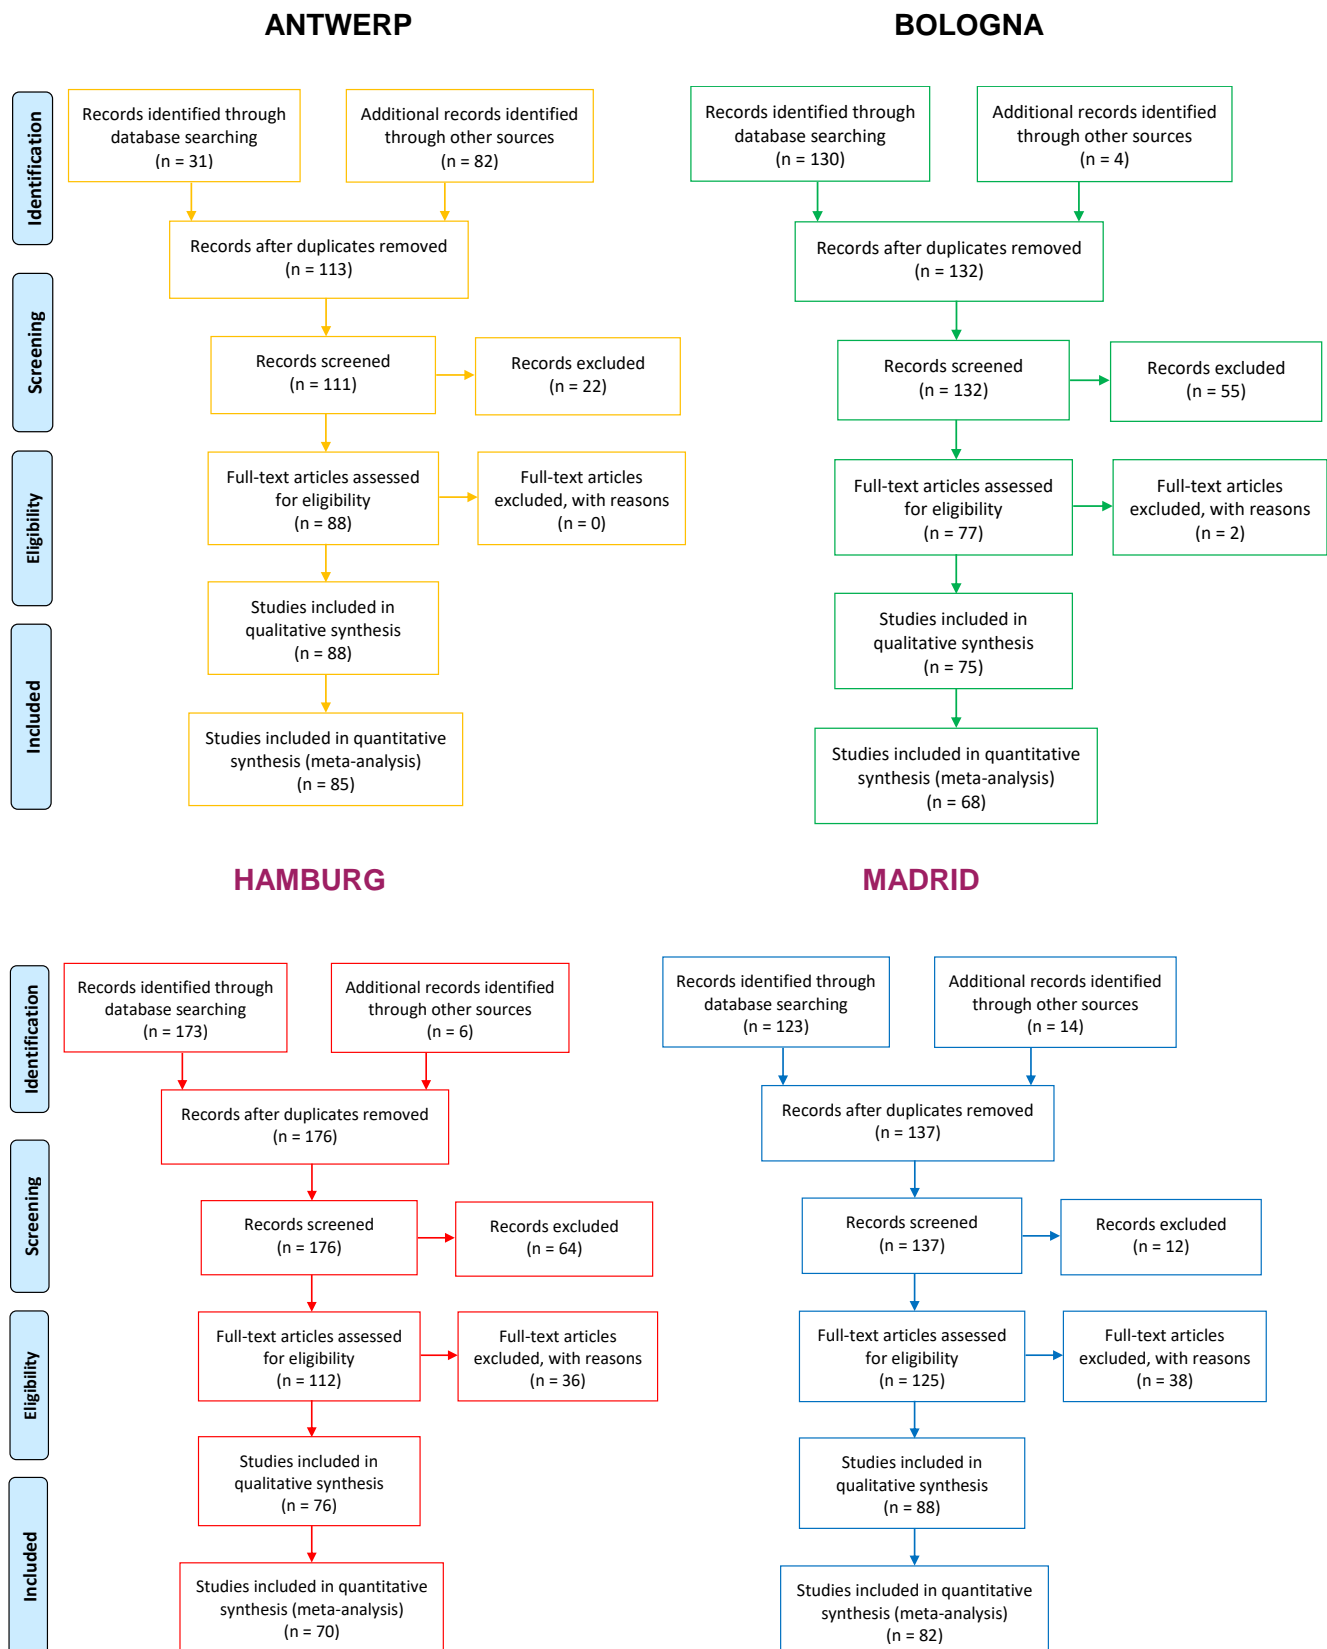 ANTWERP
Identification
Records identified through
database searching
(n = 31)
Additional records identified
through other sources
(n = 82)
Records after duplicates removed
(n = 113)
Screening
Records screened
(n = 111)
Records excluded
(n = 22)
Eligibility
Full-text articles assessed
for eligibility
(n = 88)
Full-text articles
excluded, with reasons
(n = 0)
Included
Studies included in
qualitative synthesis
(n = 88)
Studies included in quantitative
synthesis (meta-analysis)
(n = 85)
BOLOGNA
Records identified through
database searching
(n = 130)
Additional records identified
through other sources
(n = 4)
Records after duplicates removed
(n = 132)
Records screened
(n = 132)
Records excluded
(n = 55)
Full-text articles assessed
for eligibility
(n = 77)
Full-text articles
excluded, with reasons
(n = 2)
Studies included in
qualitative synthesis
(n = 75)
Studies included in quantitative
synthesis (meta-analysis)
(n = 68)
HAMBURG
Identification
Records identified through
database searching
(n = 173)
Additional records identified
through other sources
(n = 6)
Records after duplicates removed
(n = 176)
Screening
Records screened
(n = 176)
Records excluded
(n = 64)
Eligibility
Full-text articles assessed
for eligibility
(n = 112)
Full-text articles
excluded, with reasons
(n = 36)
Included
Studies included in
qualitative synthesis
(n = 76)
Studies included in quantitative
synthesis (meta-analysis)
(n = 70)
MADRID
Records identified through
database searching
(n = 123)
Additional records identified
through other sources
(n = 14)
Records after duplicates removed
(n = 137)
Records screened
(n = 137)
Records excluded
(n = 12)
Full-text articles assessed
for eligibility
(n = 125)
Full-text articles
excluded, with reasons
(n = 38)
Studies included in
qualitative synthesis
(n = 88)
Studies included in quantitative
synthesis (meta-analysis)
(n = 82)